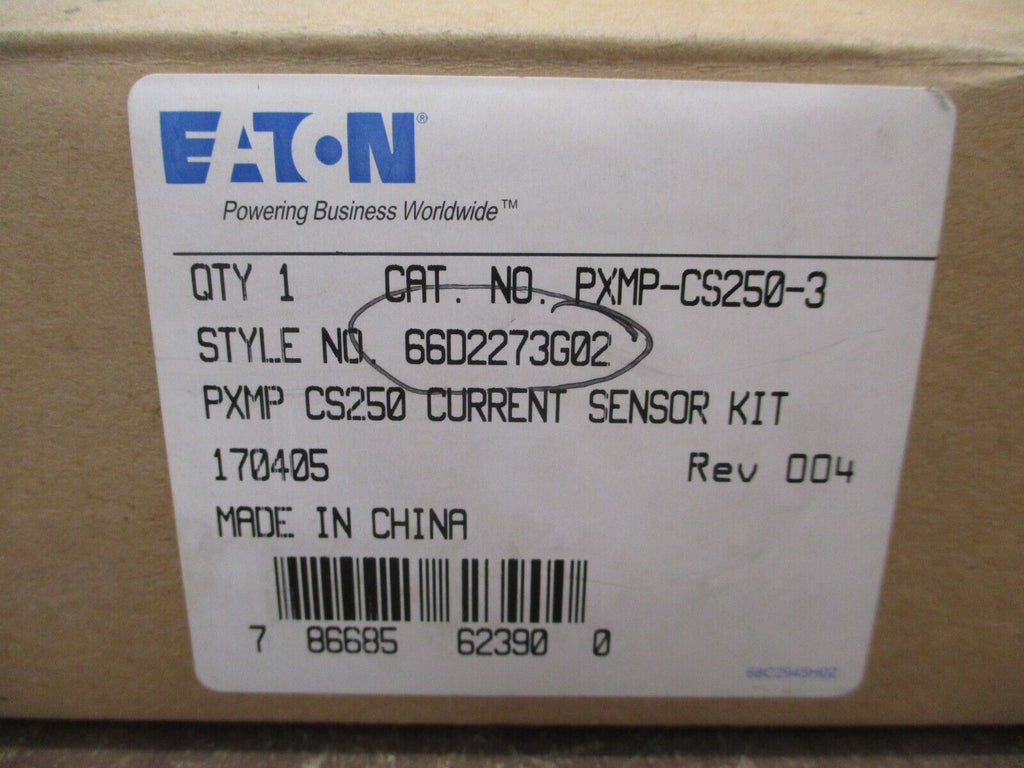 EATON®
Powering Business Worldwide™
QTY 1 CAT. NO. PXMP-CS250-3
STYLE NO. 66D2273G02
PXMP CS250 CURRENT SENSOR KIT
170405 Rev 004
MADE IN CHINA
7 86685 62390 0
68C2945H02